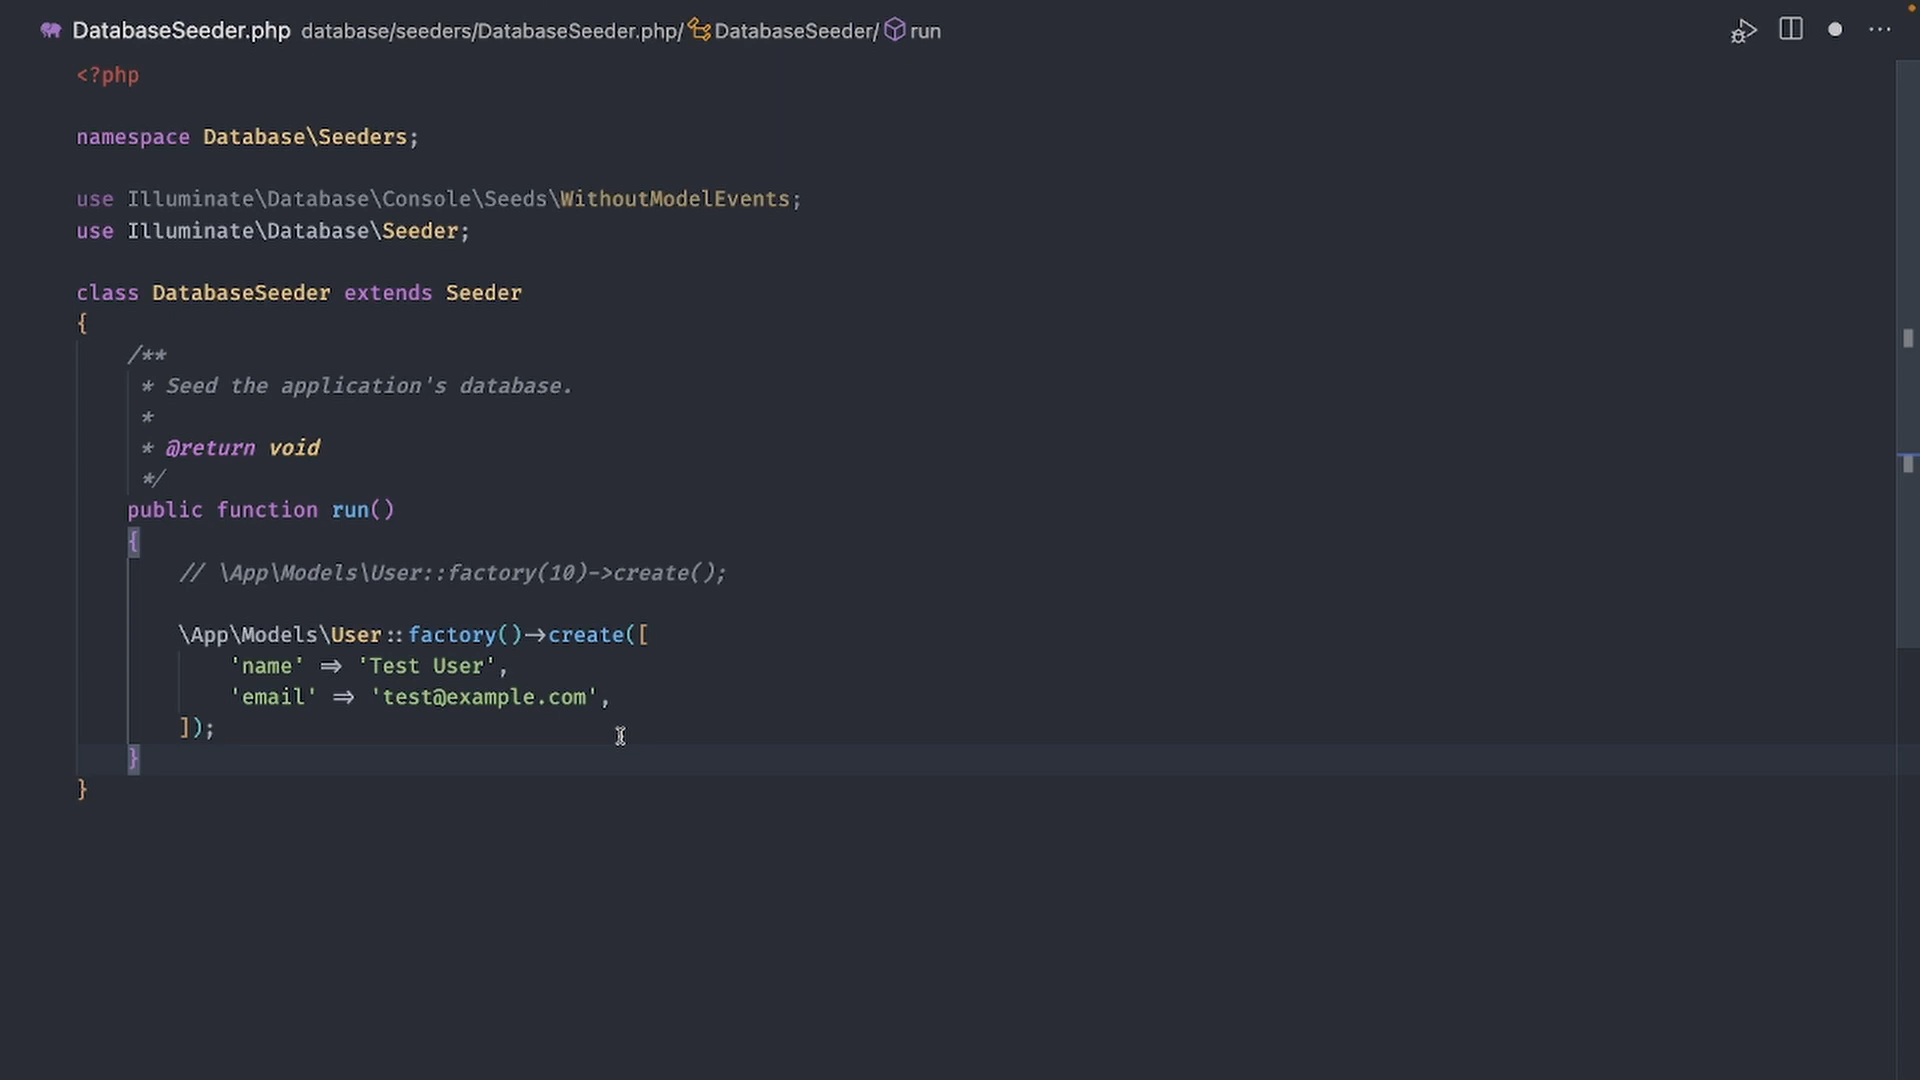 DatabaseSeeder.php database/seeders/DatabaseSeeder.php/ DatabaseSeeder/ run
<?php
namespace Database\Seeders;
use Illuminate\Database\Console\Seeds\WithoutModelEvents;
use Illuminate\Database\Seeder;
class DatabaseSeeder extends Seeder
{
    /**
     * Seed the application's database.
     *
     * @return void
     */
    public function run()
    {
        // \App\Models\User::factory(10)->create();
        \App\Models\User::factory()->create([
            'name' => 'Test User',
            'email' => 'test@example.com',
        ]);
    }
}